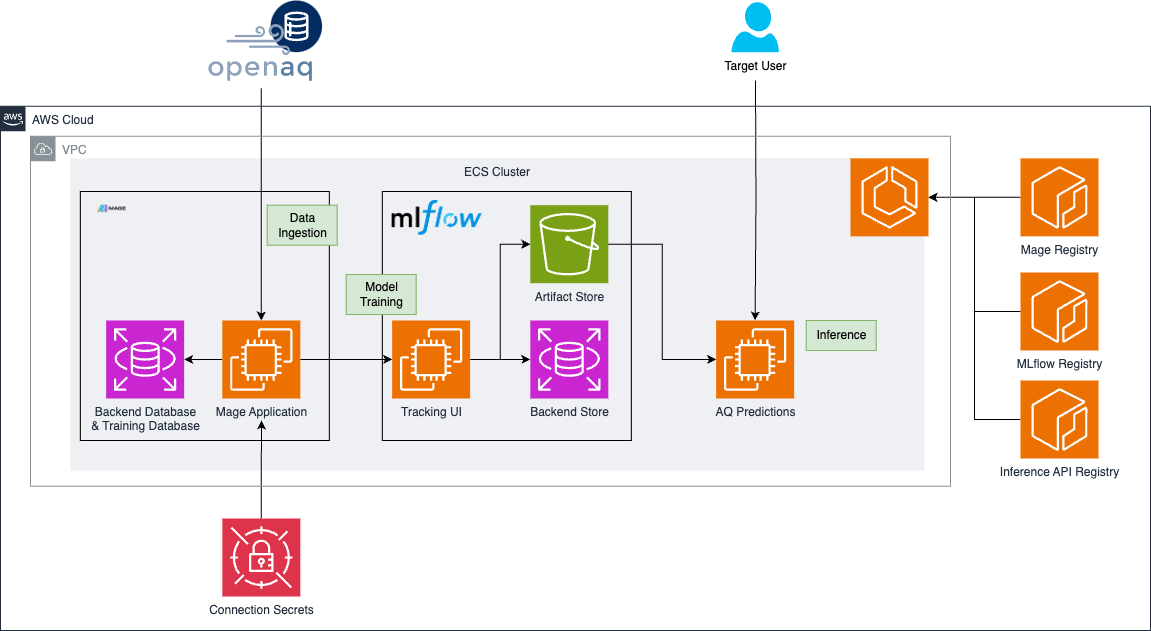 openaq
Target User
aws
AWS Cloud
VPC
ECS Cluster
MAGE
Data
Ingestion
mlflow
Mage Registry
Model
Training
Artifact Store
Inference
MLflow Registry
Backend Database
& Training Database
Mage Application
Tracking UI
Backend Store
AQ Predictions
Inference API Registry
Connection Secrets